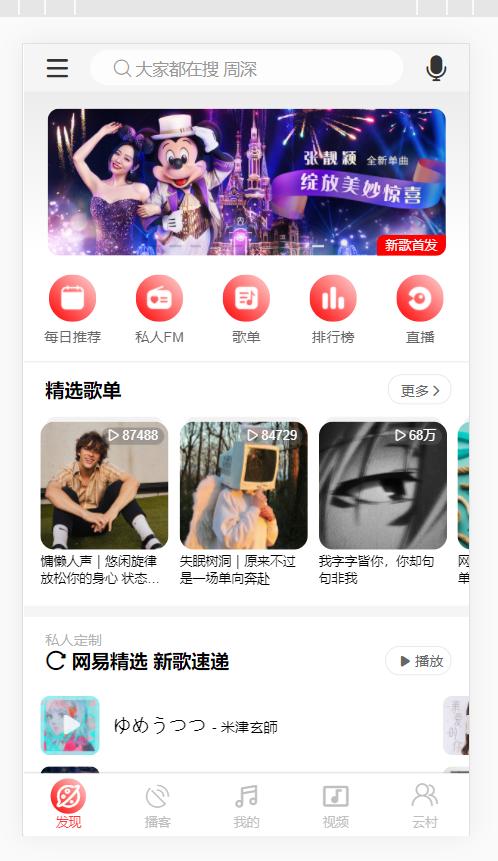 大家都在搜 周深
张靓颖 全新单曲
绽放美妙惊喜
新歌首发
每日推荐 私人FM 歌单 排行榜 直播
精选歌单 更多
87488 84729 68万
慵懒人声｜悠闲旋律
放松你的身心 状态…
失眠树洞｜原来不过
是一场单向奔赴
我字字皆你，你却句
句非我
网
单
私人定制
网易精选 新歌速递 播放
ゆめうつつ - 米津玄師
发现 播客 我的 视频 云村